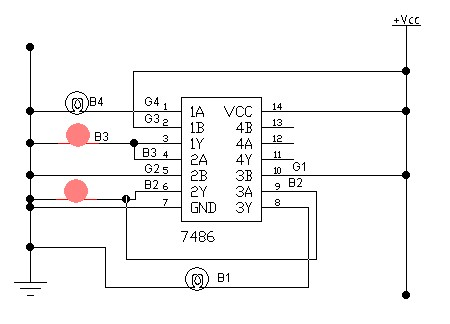 +Vcc
B4 G4 1 1A VCC 14
G3 2 1B 4B 13
B3 3 1Y 4A 12
B3 4 2A 4Y 11
G2 5 2B 3B 10 G1
B2 6 2Y 3A 9 B2
7 GND 3Y 8
7486
B1